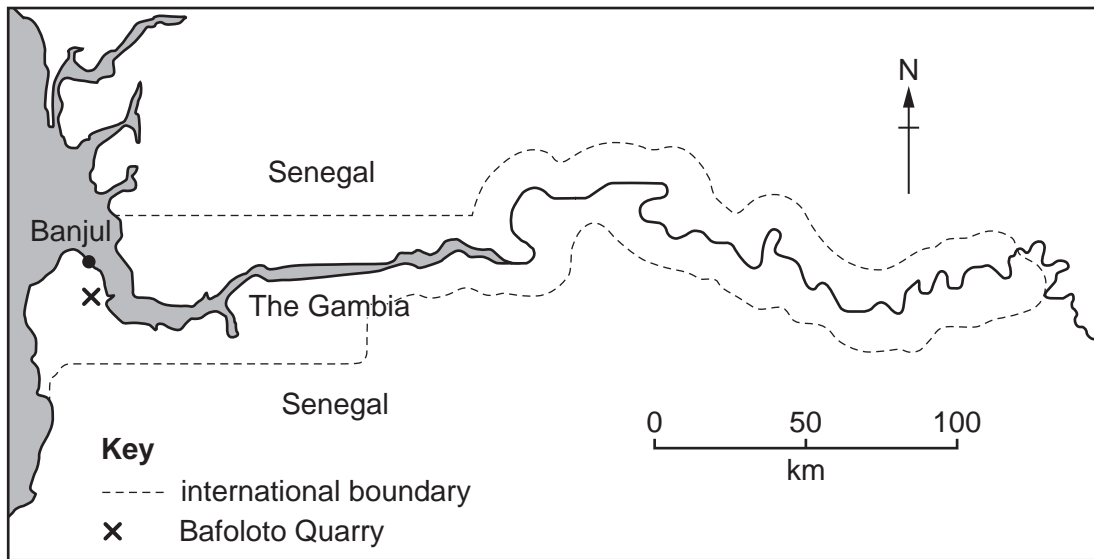 N
Senegal
Banjul
The Gambia
Senegal
0 50 100
km
Key
international boundary
Bafoloto Quarry